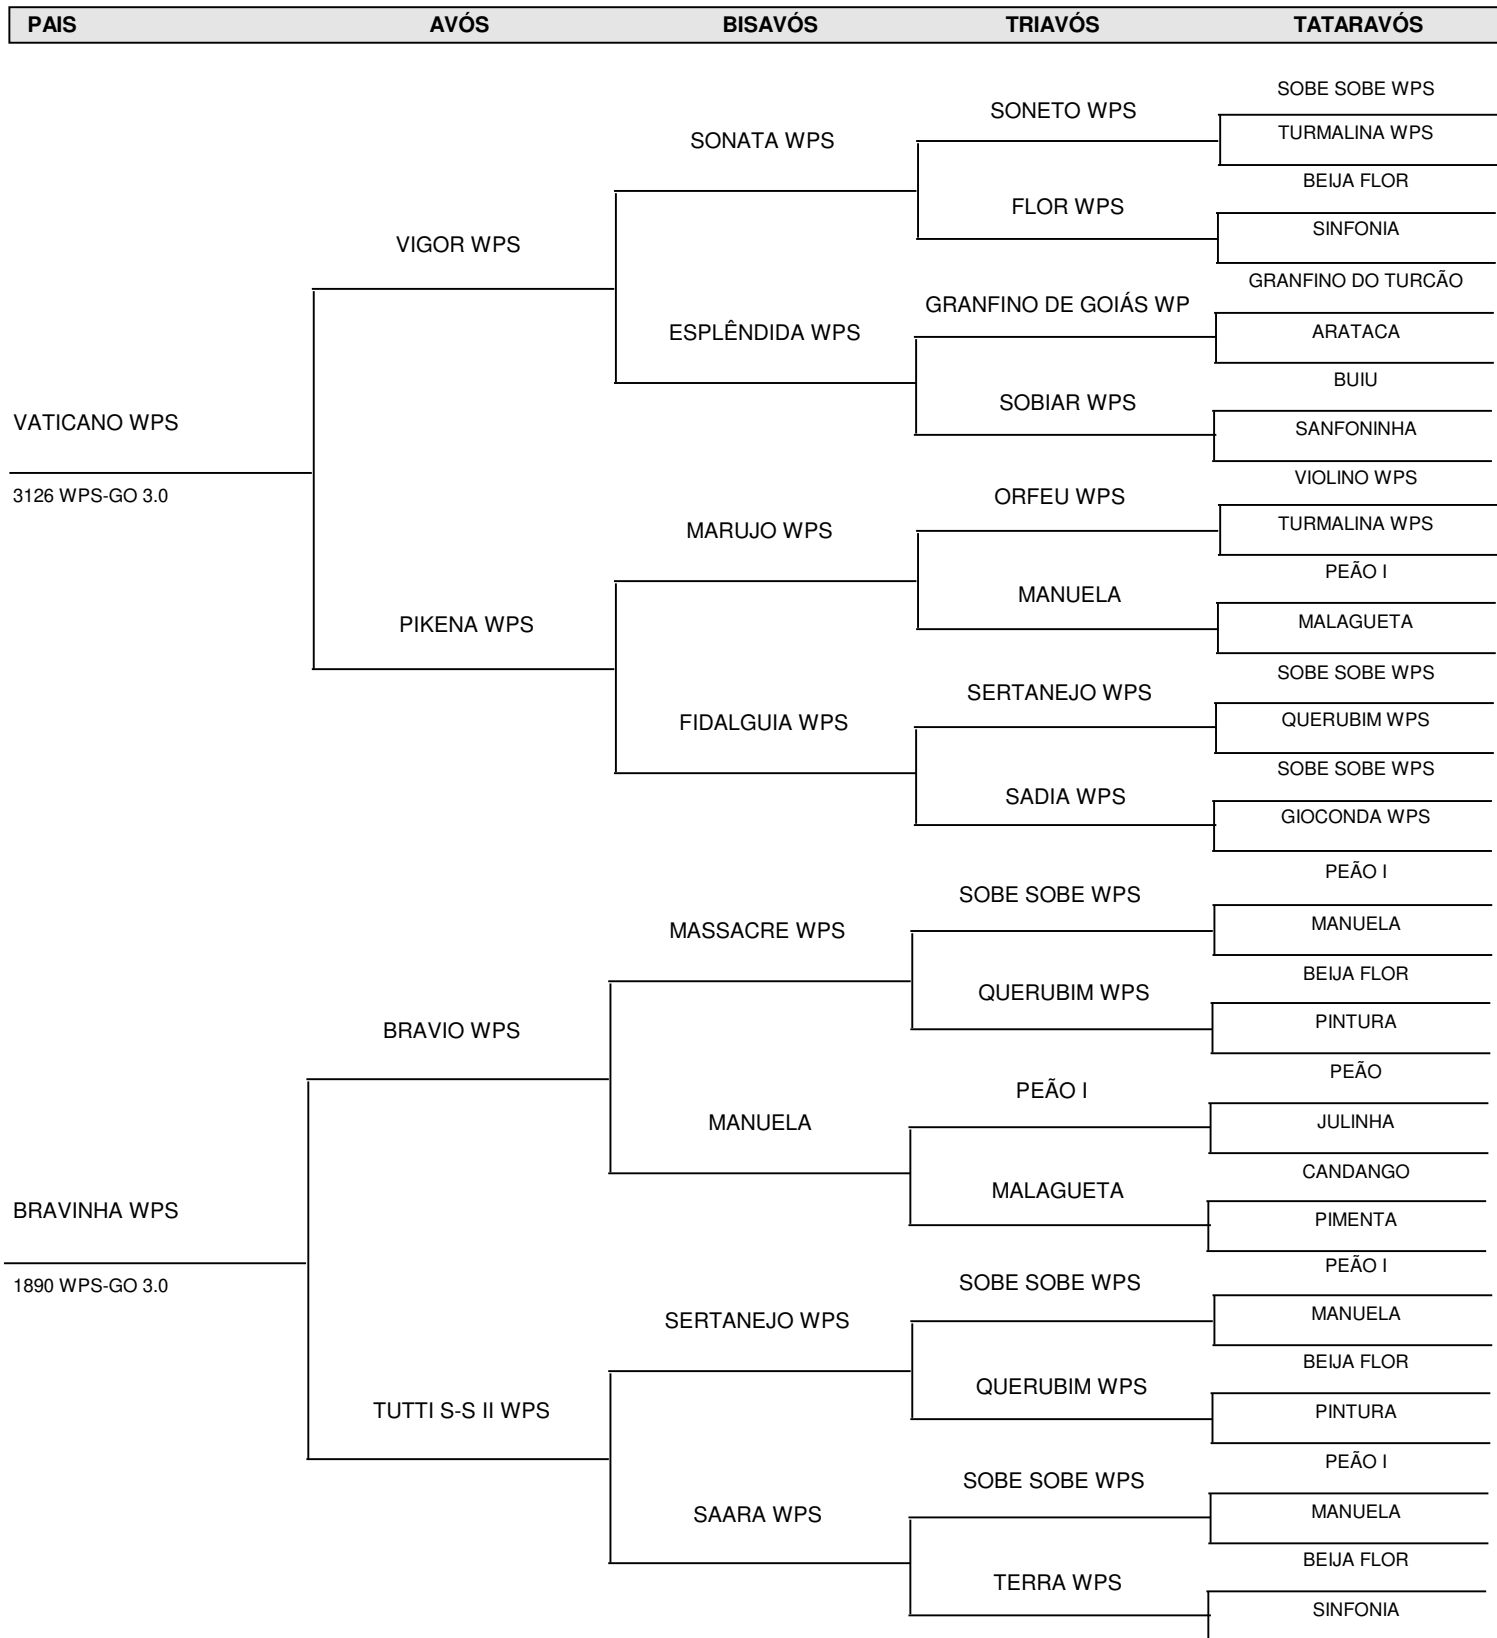 PAIS AVÓS BISAVÓS TRIAVÓS TATARAVÓS
SOBE SOBE WPS
SONETO WPS
TURMALINA WPS
SONATA WPS
BEIJA FLOR
FLOR WPS
SINFONIA
VIGOR WPS
GRANFINO DO TURCÃO
GRANFINO DE GOIÁS WP
ARATACA
ESPLÊNDIDA WPS
BUIU
SOBIAR WPS
VATICANO WPS
SANFONINHA
VIOLINO WPS
3126 WPS-GO 3.0
ORFEU WPS
TURMALINA WPS
MARUJO WPS
PEÃO I
MANUELA
MALAGUETA
PIKENA WPS
SOBE SOBE WPS
SERTANEJO WPS
QUERUBIM WPS
FIDALGUIA WPS
SOBE SOBE WPS
SADIA WPS
GIOCONDA WPS
PEÃO I
SOBE SOBE WPS
MANUELA
MASSACRE WPS
BEIJA FLOR
QUERUBIM WPS
PINTURA
BRAVIO WPS
PEÃO
PEÃO I
JULINHA
MANUELA
CANDANGO
MALAGUETA
BRAVINHA WPS
PIMENTA
PEÃO I
1890 WPS-GO 3.0
SOBE SOBE WPS
MANUELA
SERTANEJO WPS
BEIJA FLOR
QUERUBIM WPS
TUTTI S-S II WPS
PINTURA
PEÃO I
SOBE SOBE WPS
MANUELA
SAARA WPS
BEIJA FLOR
TERRA WPS
SINFONIA